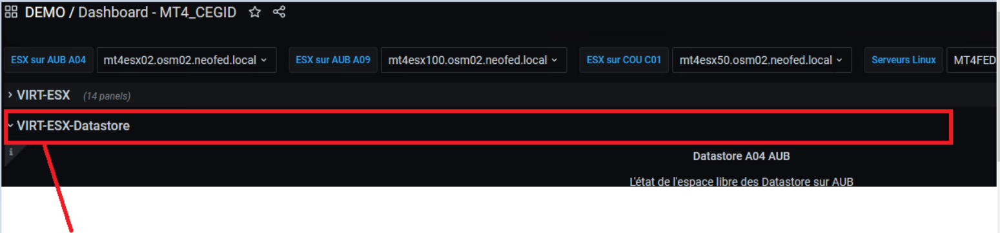 DEMO / Dashboard - MT4_CEGID
ESX sur AUB A04 mt4esx02.osm02.neofed.local ESX sur AUB A09 mt4esx100.osm02.neofed.local ESX sur COU C01 mt4esx50.osm02.neofed.local Serveurs Linux MT4FED
VIRT-ESX (14 panels)
VIRT-ESX-Datastore
i
Datastore A04 AUB
L'état de l'espace libre des Datastore sur AUB